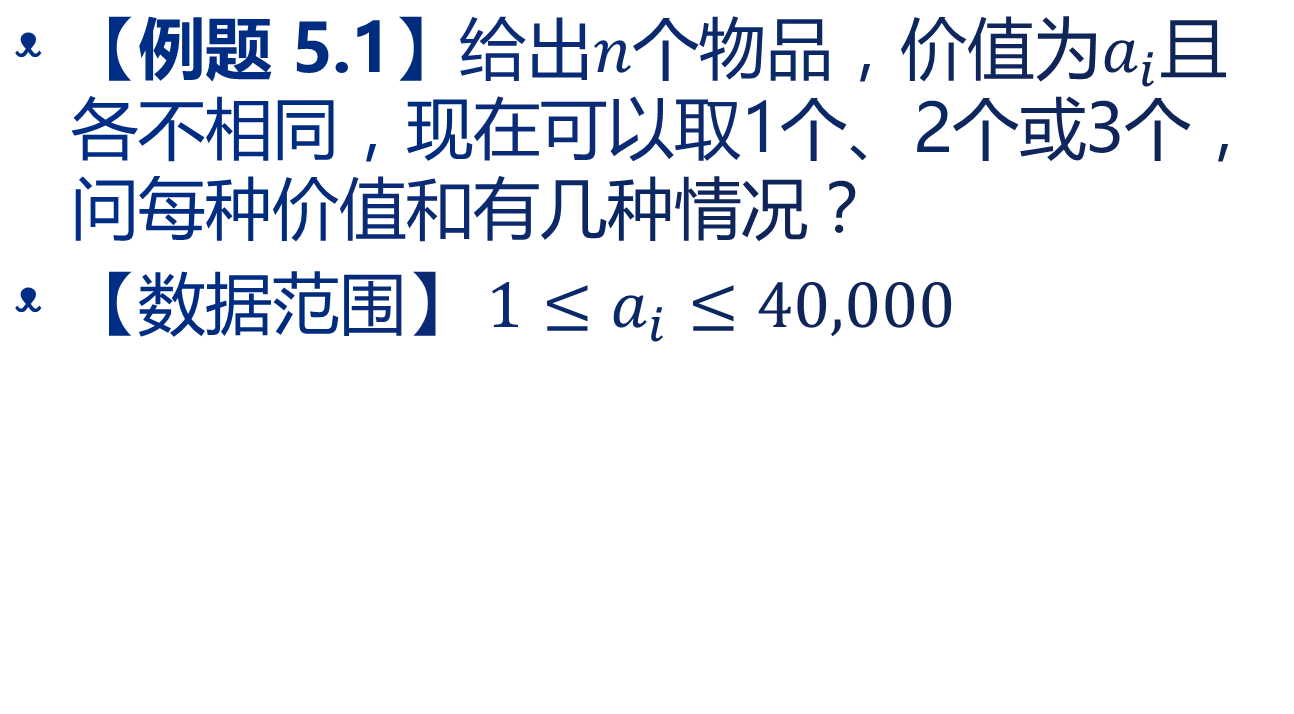 【例题 5.1】给出n个物品，价值为aᵢ且
各不相同，现在可以取1个、2个或3个，
问每种价值和有几种情况？
【数据范围】 1 ≤ aᵢ ≤ 40,000